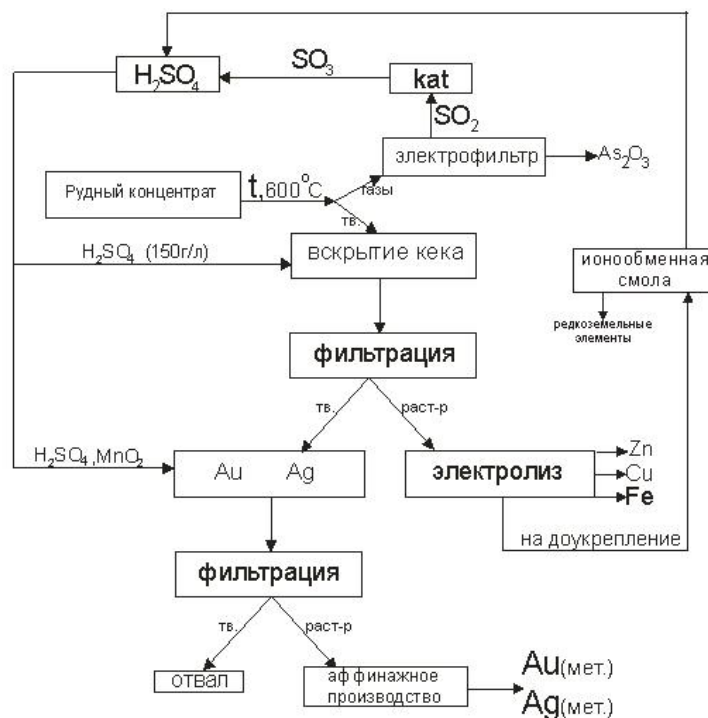 SO₃
H₂SO₄
kat
SO₂
электрофильтр
As₂O₃
Рудный концентрат
t,600°C
газы
тв.
H₂SO₄ (150г/л)
вскрытие кека
ионообменная
смола
редкоземельные
элементы
фильтрация
тв.
раст-р
H₂SO₄,MnO₂
Au Ag
электролиз
Zn
Cu
Fe
на доукрепление
фильтрация
тв.
раст-р
отвал
аффинажное
производство
Au(мет.)
Ag(мет.)